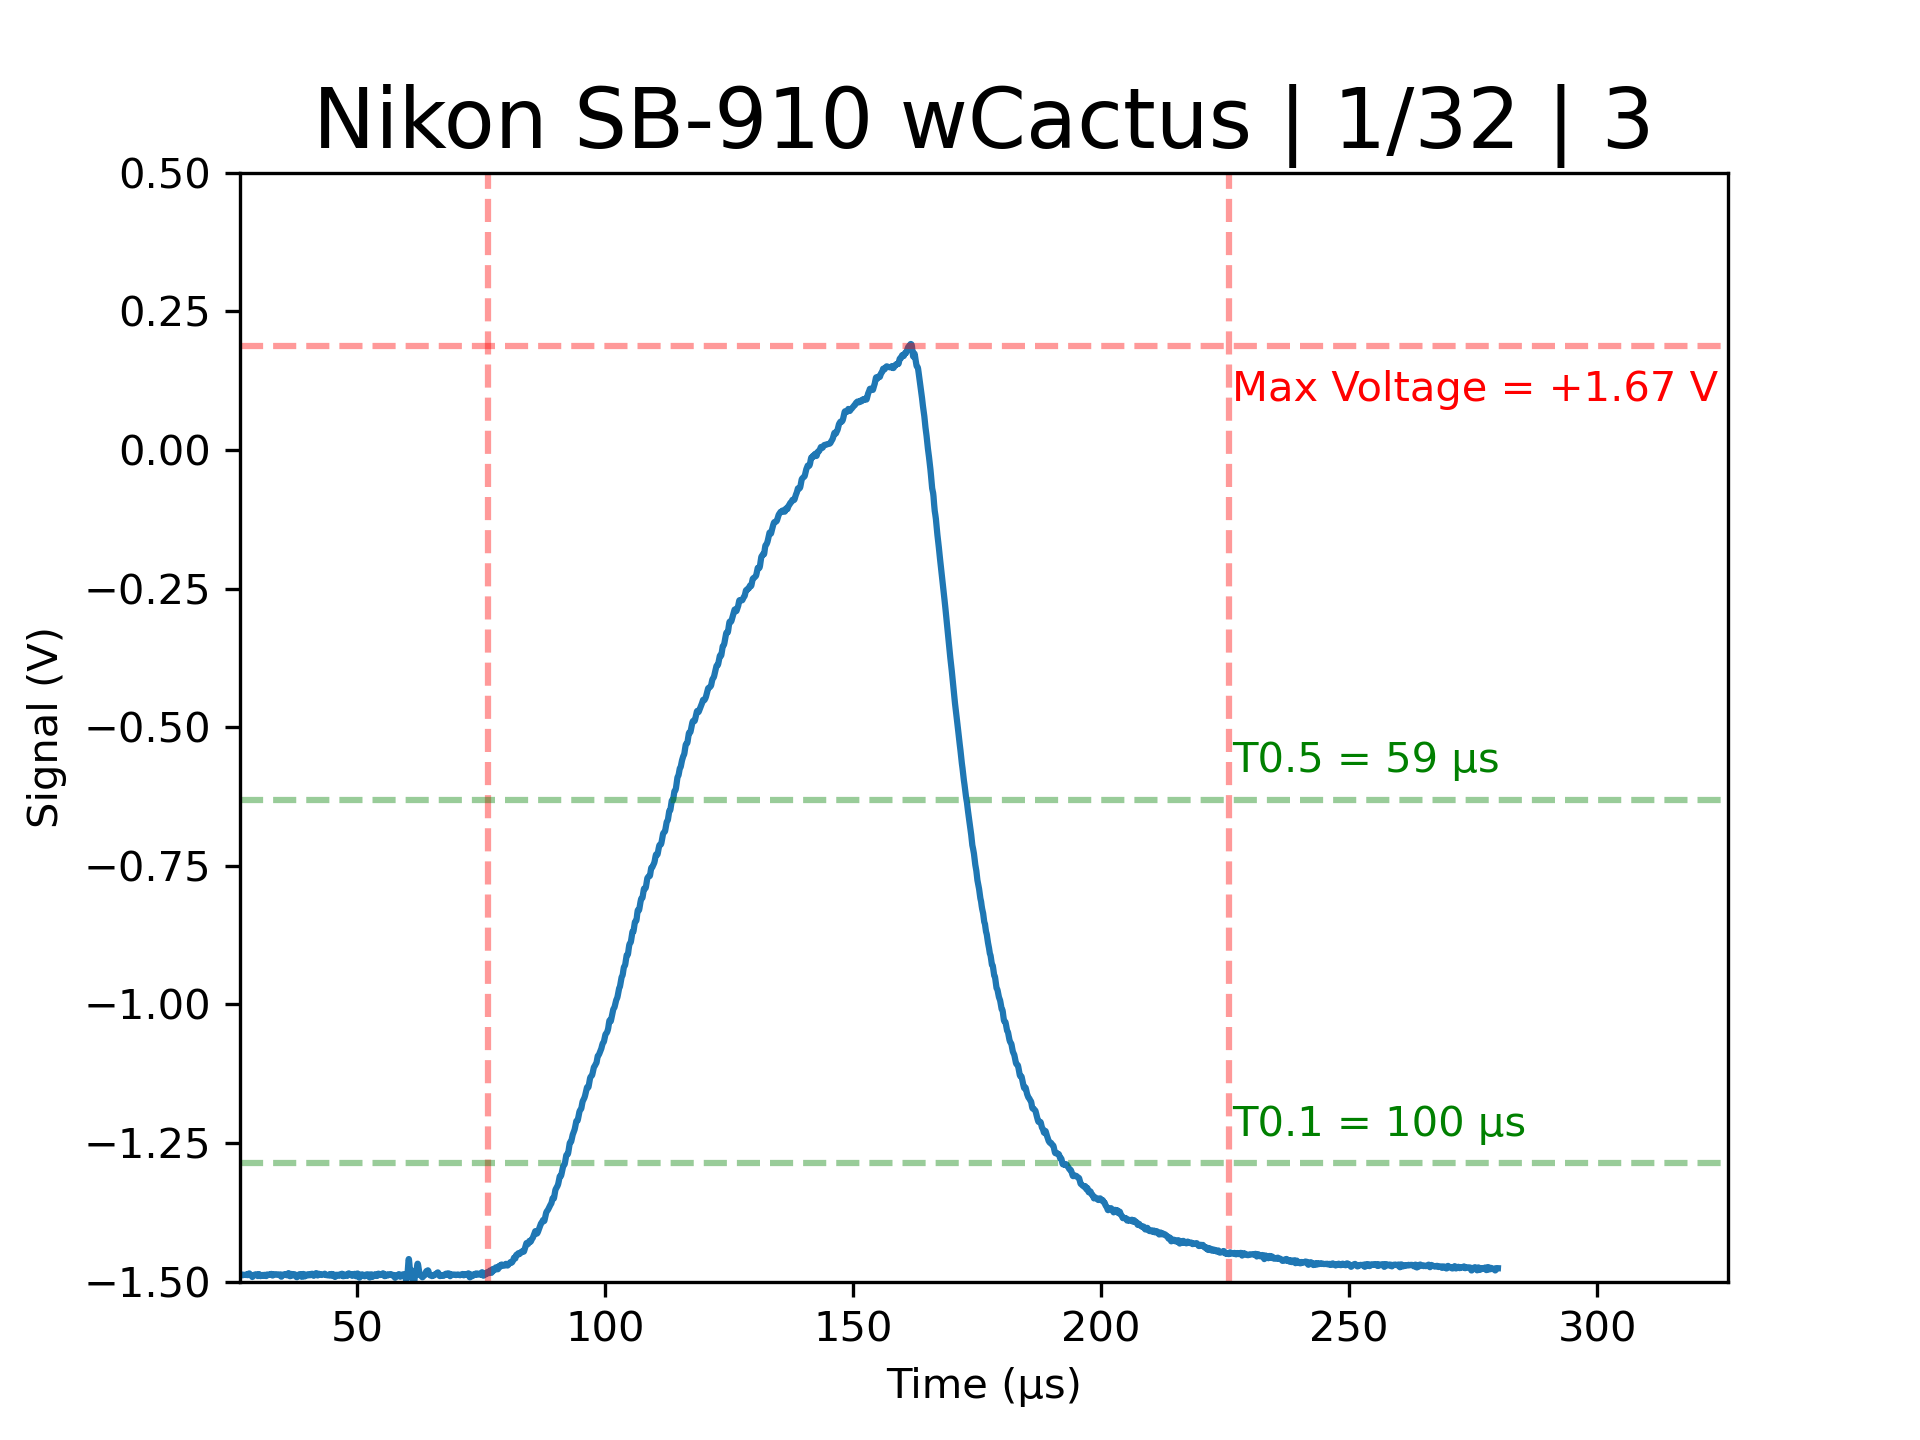 Nikon SB-910 wCactus | 1/32 | 3
0.50
0.25
Max Voltage = +1.67 V
0.00
−0.25
−0.50
T0.5 = 59 µs
−0.75
−1.00
T0.1 = 100 µs
−1.25
−1.50
Signal (V)
50 100 150 200 250 300
Time (µs)